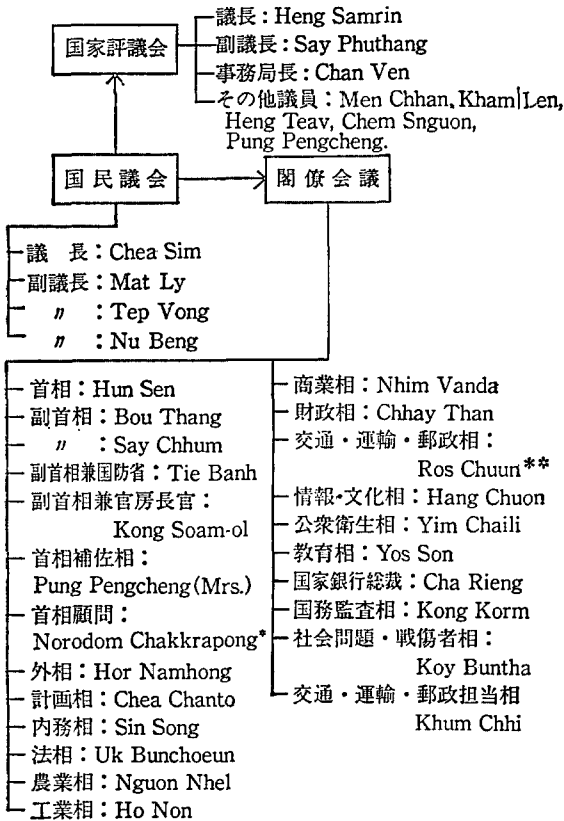 国家評議会
議長：Heng Samrin
副議長：Say Phuthang
事務局長：Chan Ven
その他議員：Men Chhan, Kham Len,
Heng Teav, Chem Snguon,
Pung Pengcheng.
国民議会
閣僚会議
議　長：Chea Sim
副議長：Mat Ly
〃　：Tep Vong
〃　：Nu Beng
首相：Hun Sen
副首相：Bou Thang
〃　：Say Chhum
副首相兼国防省：Tie Banh
副首相兼官房長官：
Kong Soam-ol
首相補佐相：
Pung Pengcheng(Mrs.)
首相顧問：
Norodom Chakkrapong*
外相：Hor Namhong
計画相：Chea Chanto
内務相：Sin Song
法相：Uk Bunchoeun
農業相：Nguon Nhel
工業相：Ho Non
商業相：Nhim Vanda
財政相：Chhay Than
交通・運輸・郵政相：
Ros Chuun**
情報・文化相：Hang Chuon
公衆衛生相：Yim Chaili
教育相：Yos Son
国家銀行総裁：Cha Rieng
国務監査相：Kong Korm
社会問題・戦傷者相：
Koy Buntha
交通・運輸・郵政担当相
Khum Chhi